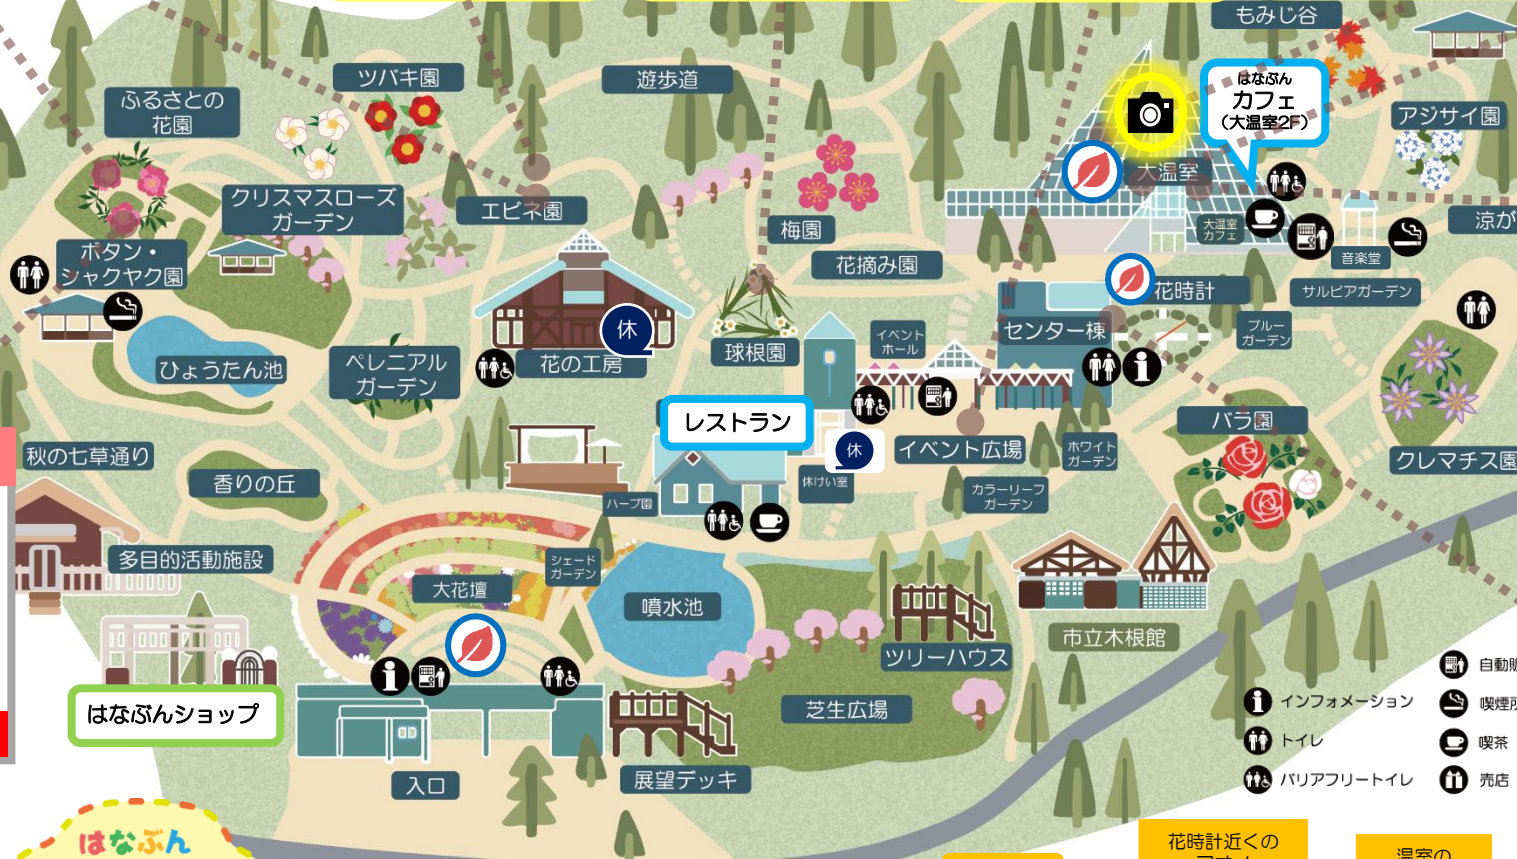 もみじ谷
はなぶん
カフェ
(大温室2F)
ツバキ園
遊歩道
ふるさとの
花園
アジサイ園
大温室
クリスマスローズ
ガーデン
エビネ園
梅園
大温室
カフェ
涼が
音楽堂
ボタン・
シャクヤク園
花摘み園
花時計
サルビアガーデン
センター棟
ブルー
ガーデン
休
イベント
ホール
球根園
花の工房
ひょうたん池
ペレニアル
ガーデン
レストラン
バラ園
休
イベント広場
ホワイト
ガーデン
クレマチス園
秋の七草通り
香りの丘
休けい室
カラーリーフ
ガーデン
ハーブ園
多目的活動施設
シェード
ガーデン
大花壇
噴水池
市立木根館
ツリーハウス
自動販
インフォメーション
喫煙所
はなぶんショップ
芝生広場
トイレ
喫茶
入口
展望デッキ
バリアフリートイレ
売店
はなぶん
花時計近くの
温室の